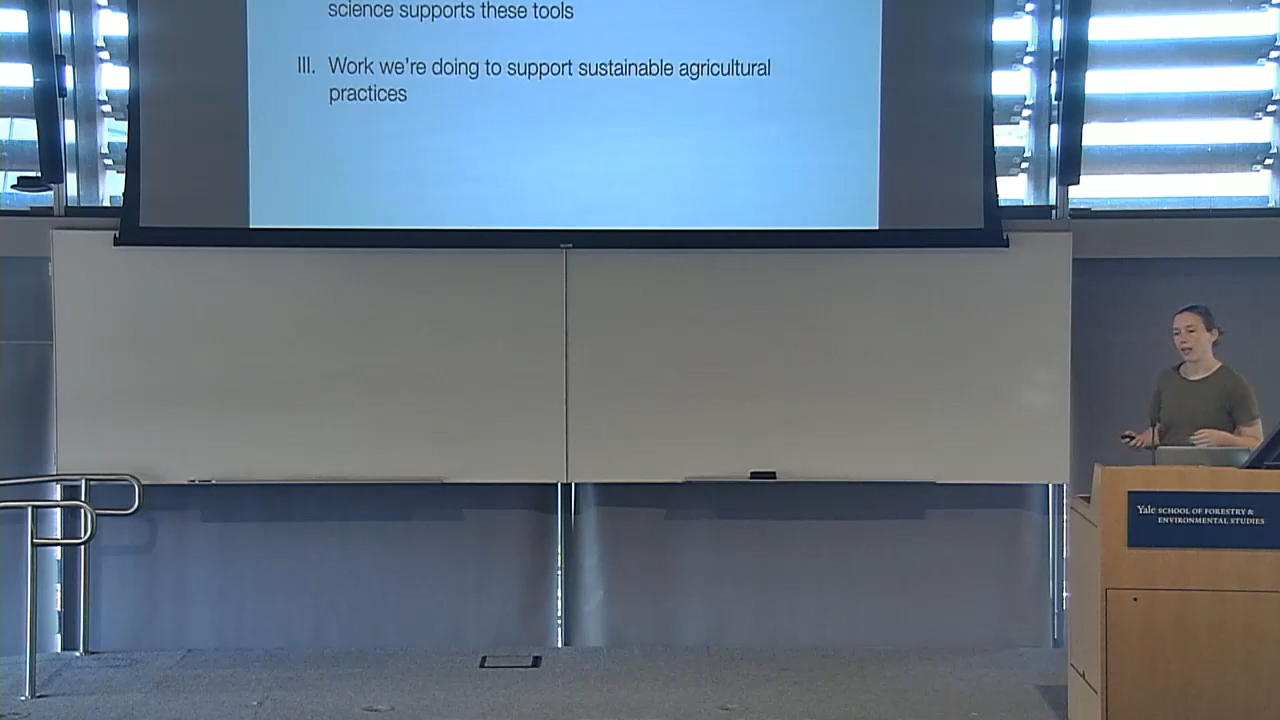 science supports these tools
III. Work we're doing to support sustainable agricultural
practices
Yale SCHOOL OF FORESTRY &
ENVIRONMENTAL STUDIES